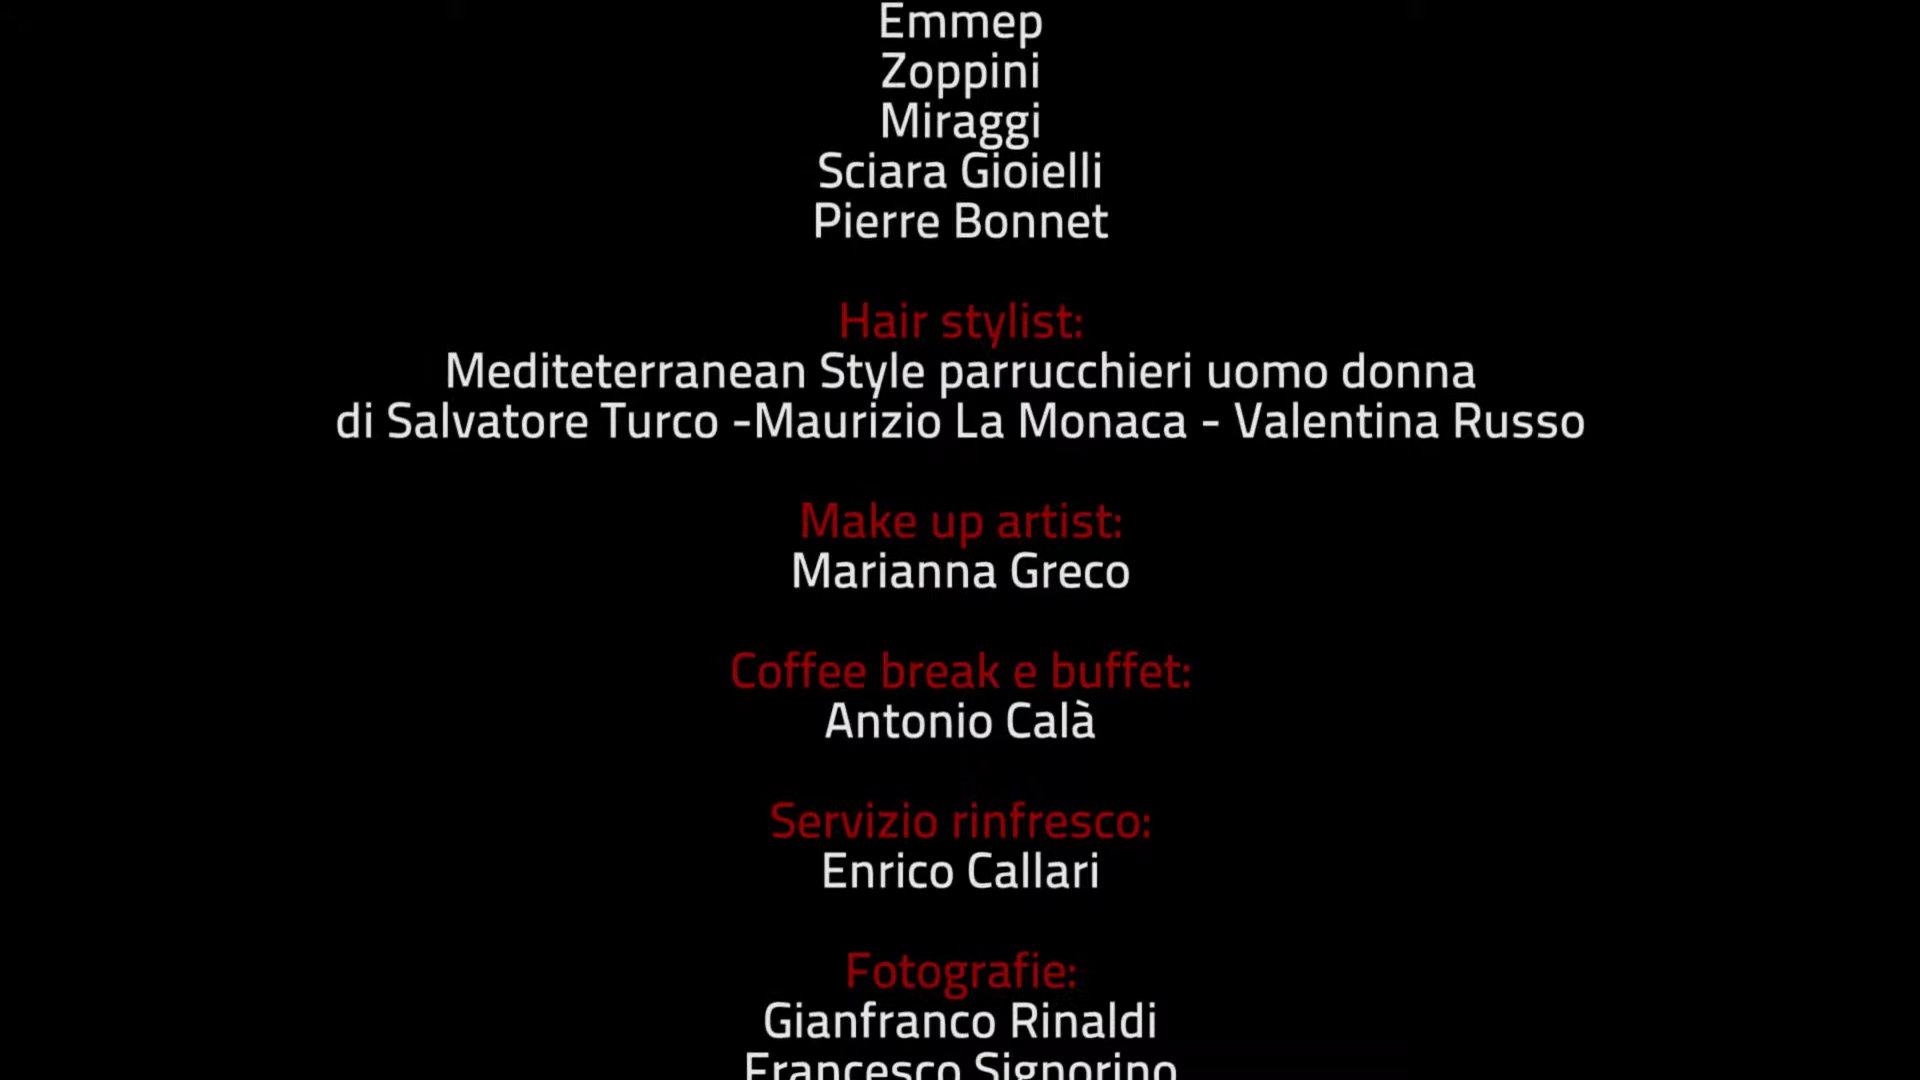 Emmep
Zoppini
Miraggi
Sciara Gioielli
Pierre Bonnet
Hair stylist:
Mediteterranean Style parrucchieri uomo donna
di Salvatore Turco -Maurizio La Monaca - Valentina Russo
Make up artist:
Marianna Greco
Coffee break e buffet:
Antonio Calà
Servizio rinfresco:
Enrico Callari
Fotografie:
Gianfranco Rinaldi
Francesco Signorino